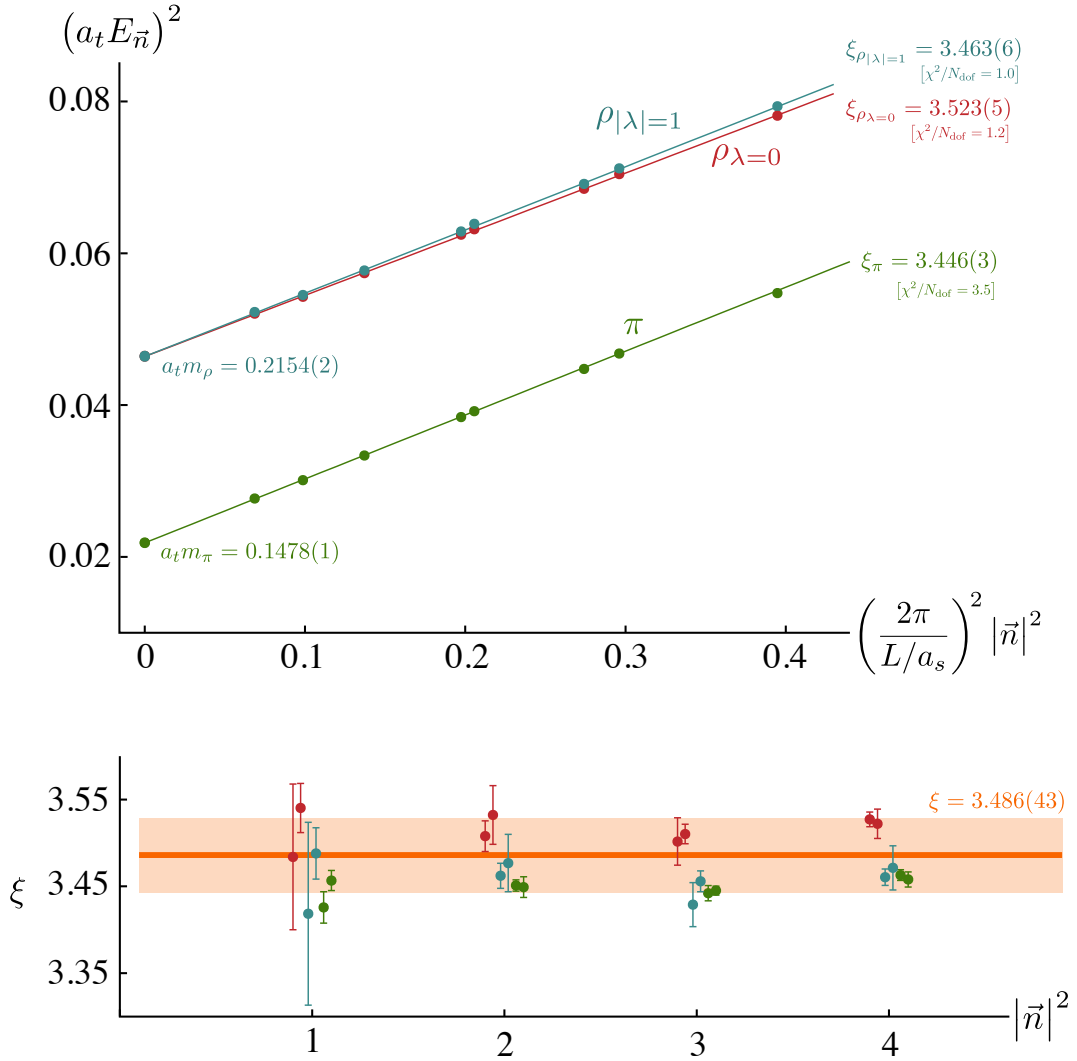 (a_t E_n⃗)^2
ξ_ρ|λ|=1 = 3.463(6)
[χ²/N_dof = 1.0]
0.08
ρ|λ|=1
ξ_ρλ=0 = 3.523(5)
[χ²/N_dof = 1.2]
ρλ=0
0.06
ξ_π = 3.446(3)
[χ²/N_dof = 3.5]
π
a_t m_ρ = 0.2154(2)
0.04
a_t m_π = 0.1478(1)
0.02
(2π / L/a_s)^2 |n⃗|^2
0 0.1 0.2 0.3 0.4
3.55
ξ = 3.486(43)
ξ
3.45
3.35
|n⃗|^2
1 2 3 4